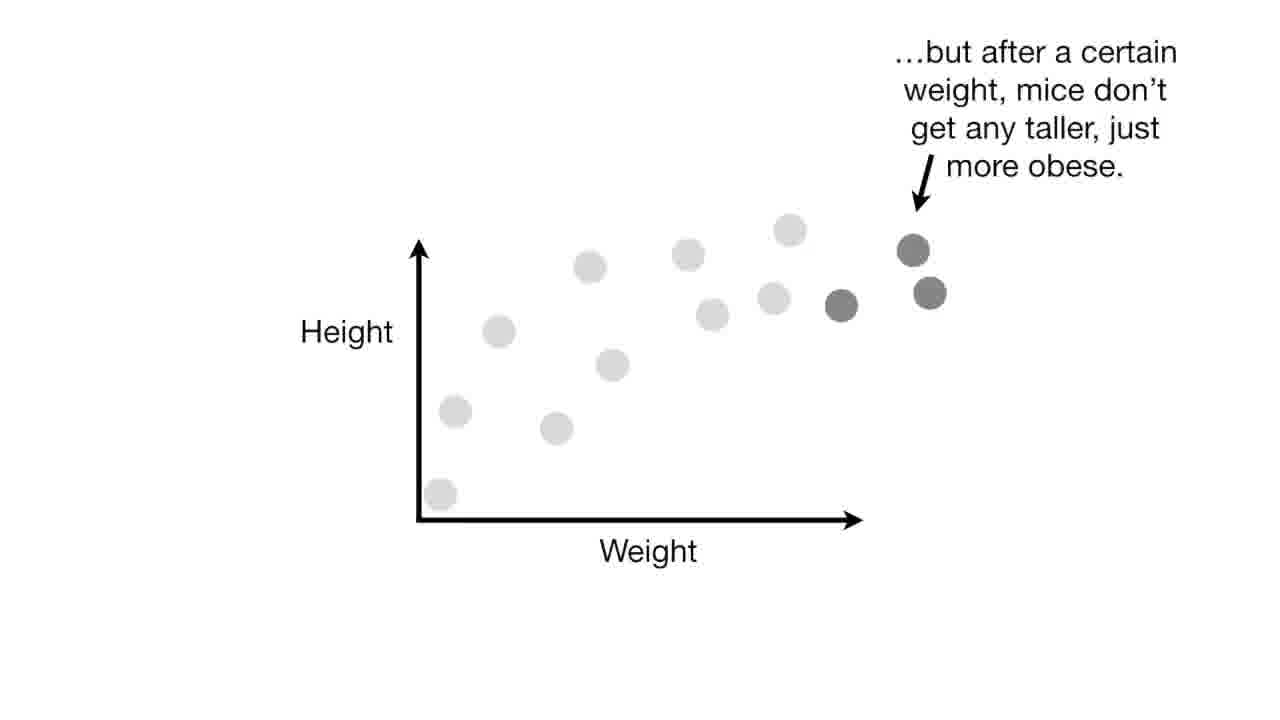 …but after a certain
weight, mice don’t
get any taller, just
more obese.
Height
Weight